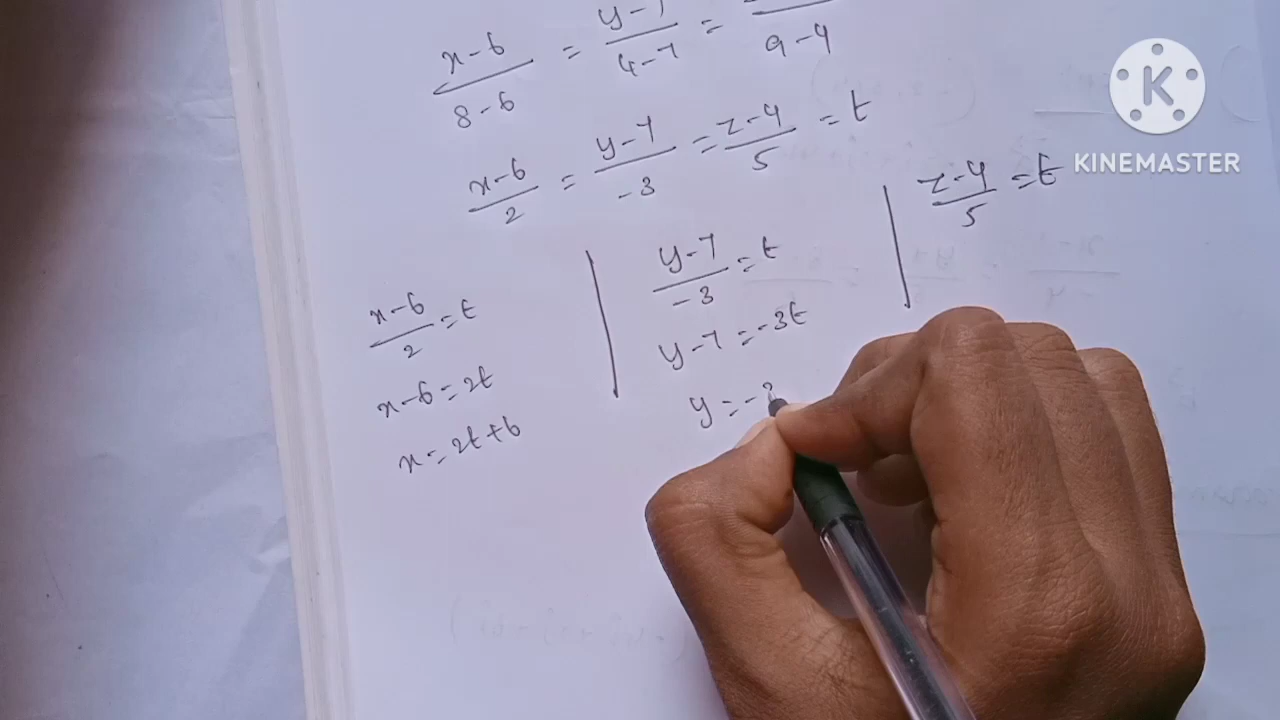 x-6/8-6 = y-7/4-7 = /9-4
x-6/2 = y-7/-3 = z-4/5 = t
x-6/2 = t
x-6 = 2t
x = 2t+6
y-7/-3 = t
y-7 = -3t
y = -3
z-4/5 = t
K
KINEMASTER